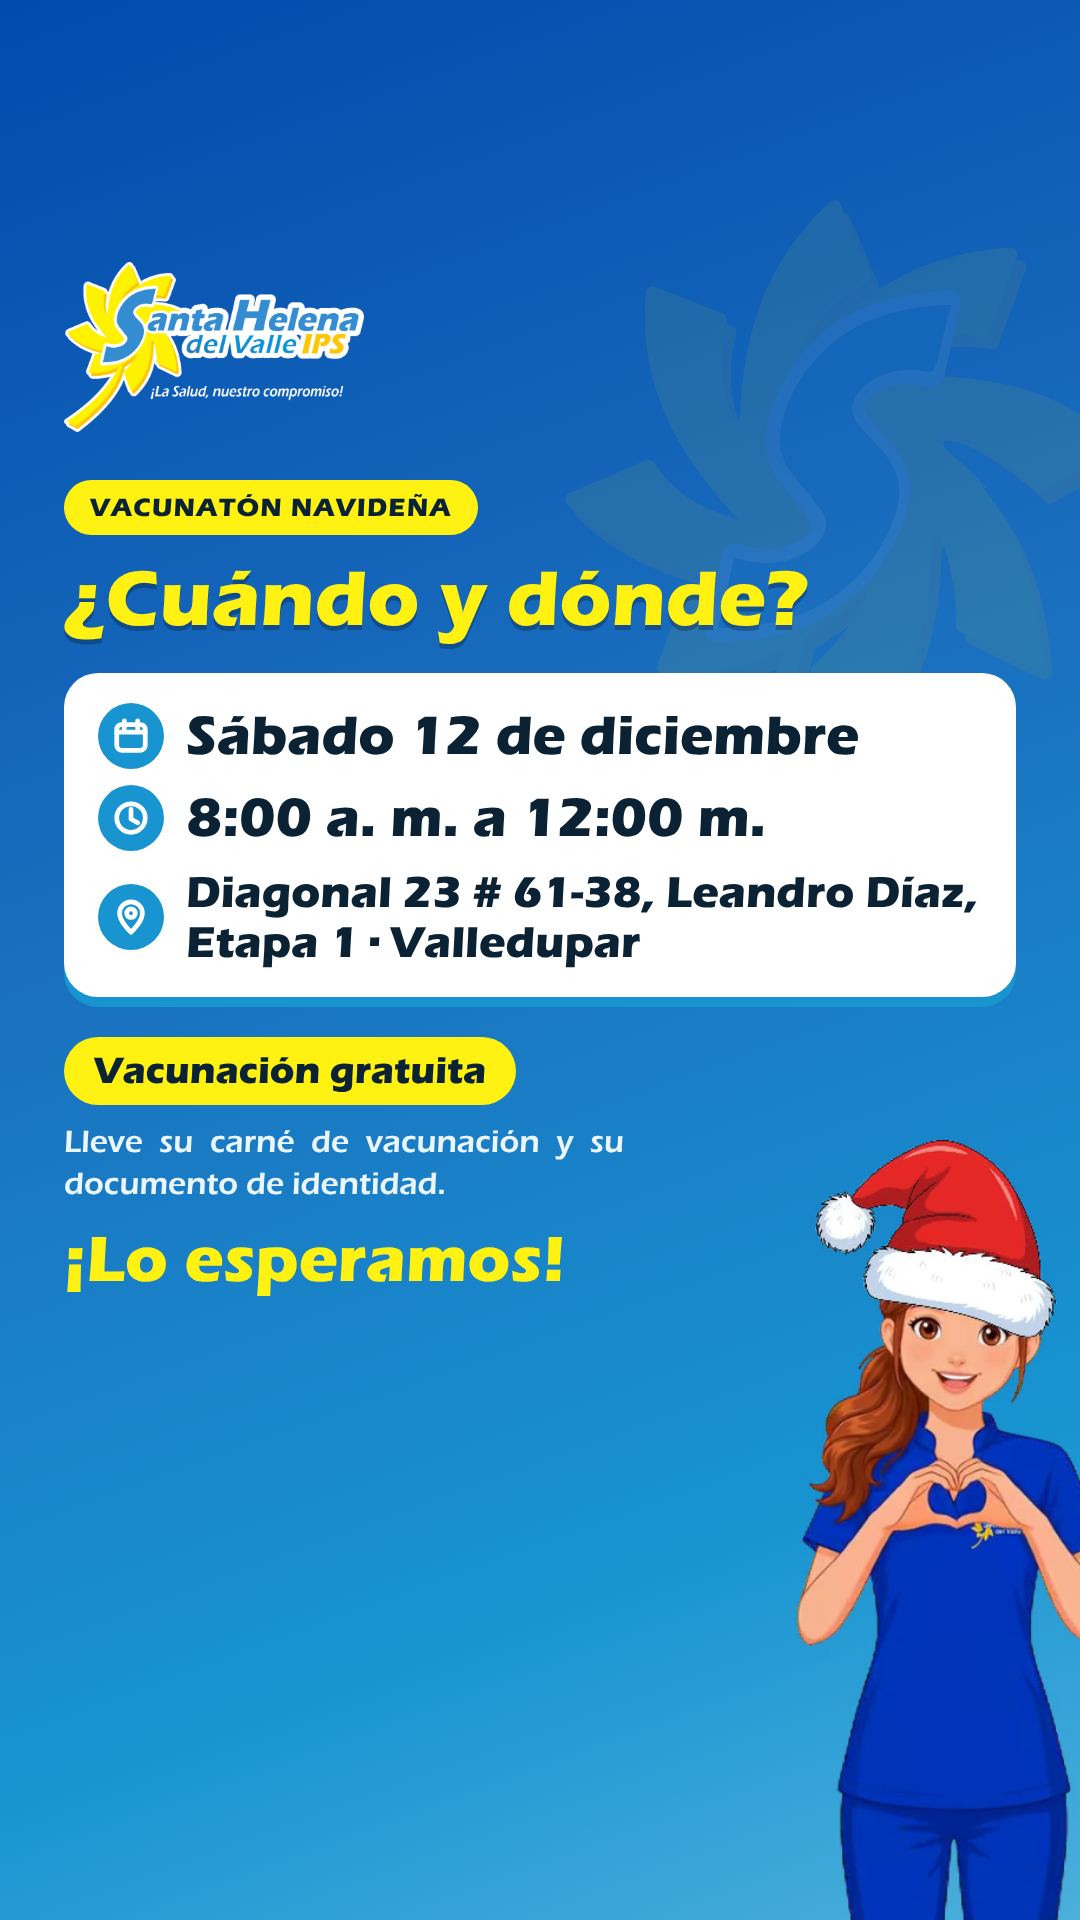 Santa Helena
del Valle IPS
¡La Salud, nuestro compromiso!
VACUNATÓN NAVIDEÑA
¿Cuándo y dónde?
Sábado 12 de diciembre
8:00 a. m. a 12:00 m.
Diagonal 23 # 61-38, Leandro Díaz,
Etapa 1 · Valledupar
Vacunación gratuita
Lleve su carné de vacunación y su
documento de identidad.
¡Lo esperamos!